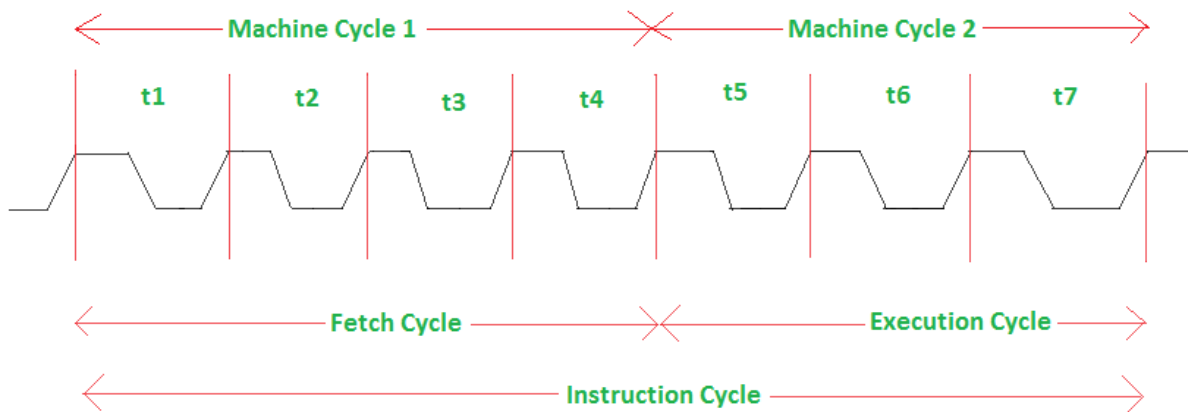 Machine Cycle 1 Machine Cycle 2
t1 t2 t3 t4 t5 t6 t7
Fetch Cycle Execution Cycle
Instruction Cycle